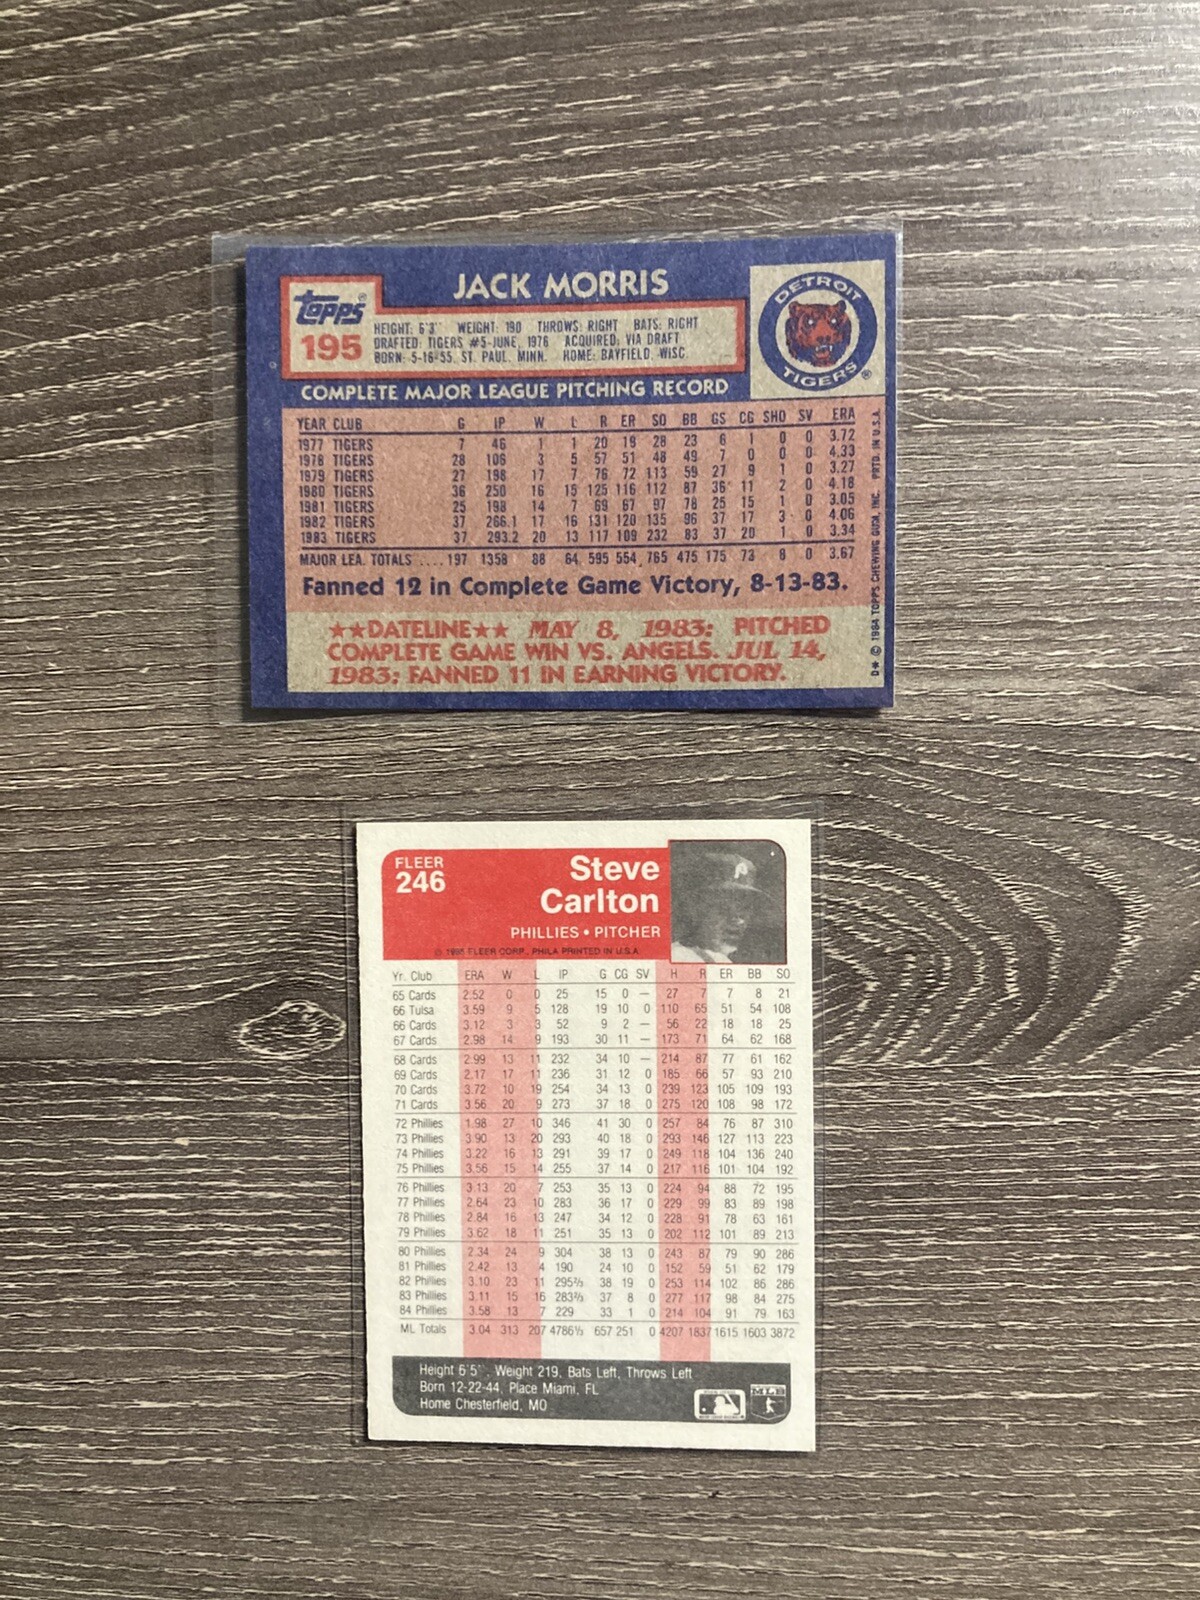 JACK MORRIS
topps®
195
HEIGHT: 6'3" WEIGHT: 190 THROWS: RIGHT BATS: RIGHT
DRAFTED: TIGERS #5-JUNE, 1976 ACQUIRED: VIA DRAFT
BORN: 5-16-55, ST. PAUL, MINN. HOME: BAYFIELD, WISC.
DETROIT
TIGERS®
COMPLETE MAJOR LEAGUE PITCHING RECORD
YEAR CLUB G IP W L R ER SO BB GS CG SHO SV ERA
1977 TIGERS 7 46 1 1 20 19 28 23 6 1 0 0 3.72
1978 TIGERS 28 106 3 5 57 51 48 49 7 0 0 0 4.33
1979 TIGERS 27 198 17 7 76 72 113 59 27 9 1 0 3.27
1980 TIGERS 36 250 16 15 125 116 112 87 36 11 2 0 4.18
1981 TIGERS 25 198 14 7 69 67 97 78 25 15 1 0 3.05
1982 TIGERS 37 266.1 17 16 131 120 135 96 37 17 3 0 4.06
1983 TIGERS 37 293.2 20 13 117 109 232 83 37 20 1 0 3.34
MAJOR LEA. TOTALS ....197 1358 88 64 595 554 765 475 175 73 8 0 3.67
Fanned 12 in Complete Game Victory, 8-13-83.
★★DATELINE★★ MAY 8, 1983: PITCHED
COMPLETE GAME WIN VS. ANGELS. JUL 14,
1983: FANNED 11 IN EARNING VICTORY.
D* © 1984 TOPPS CHEWING GUM, INC. PRTD. IN U.S.A.
FLEER
246
Steve
Carlton
PHILLIES • PITCHER
© 1985 FLEER CORP., PHILA PRINTED IN U.S.A.
P
Yr. Club ERA W L IP G CG SV H R ER BB SO
65 Cards 2.52 0 0 25 15 0 — 27 7 7 8 21
66 Tulsa 3.59 9 5 128 19 10 0 110 65 51 54 108
66 Cards 3.12 3 3 52 9 2 — 56 22 18 18 25
67 Cards 2.98 14 9 193 30 11 — 173 71 64 62 168
68 Cards 2.99 13 11 232 34 10 — 214 87 77 61 162
69 Cards 2.17 17 11 236 31 12 0 185 66 57 93 210
70 Cards 3.72 10 19 254 34 13 0 239 123 105 109 193
71 Cards 3.56 20 9 273 37 18 0 275 120 108 98 172
72 Phillies 1.98 27 10 346 41 30 0 257 84 76 87 310
73 Phillies 3.90 13 20 293 40 18 0 293 146 127 113 223
74 Phillies 3.22 16 13 291 39 17 0 249 118 104 136 240
75 Phillies 3.56 15 14 255 37 14 0 217 116 101 104 192
76 Phillies 3.13 20 7 253 35 13 0 224 94 88 72 195
77 Phillies 2.64 23 10 283 36 17 0 229 99 83 89 198
78 Phillies 2.84 16 13 247 34 12 0 228 91 78 63 161
79 Phillies 3.62 18 11 251 35 13 0 202 112 101 89 213
80 Phillies 2.34 24 9 304 38 13 0 243 87 79 90 286
81 Phillies 2.42 13 4 190 24 10 0 152 59 51 62 179
82 Phillies 3.10 23 11 295⅔ 38 19 0 253 114 102 86 286
83 Phillies 3.11 15 16 283⅔ 37 8 0 277 117 98 84 275
84 Phillies 3.58 13 7 229 33 1 0 214 104 91 79 163
ML Totals 3.04 313 207 4786⅓ 657 251 0 4207 1837 1615 1603 3872
Height 6'5", Weight 219, Bats Left, Throws Left
Born 12-22-44, Place Miami, FL
Home Chesterfield, MO